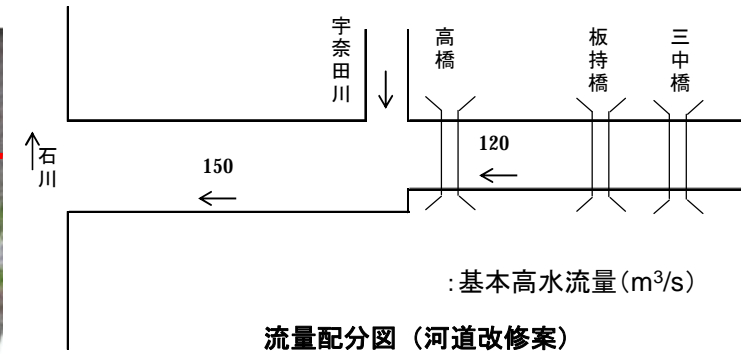 宇奈田川
高橋
板持橋
三中橋
石川
150
120
:基本高水流量(m³/s)
流量配分図（河道改修案）